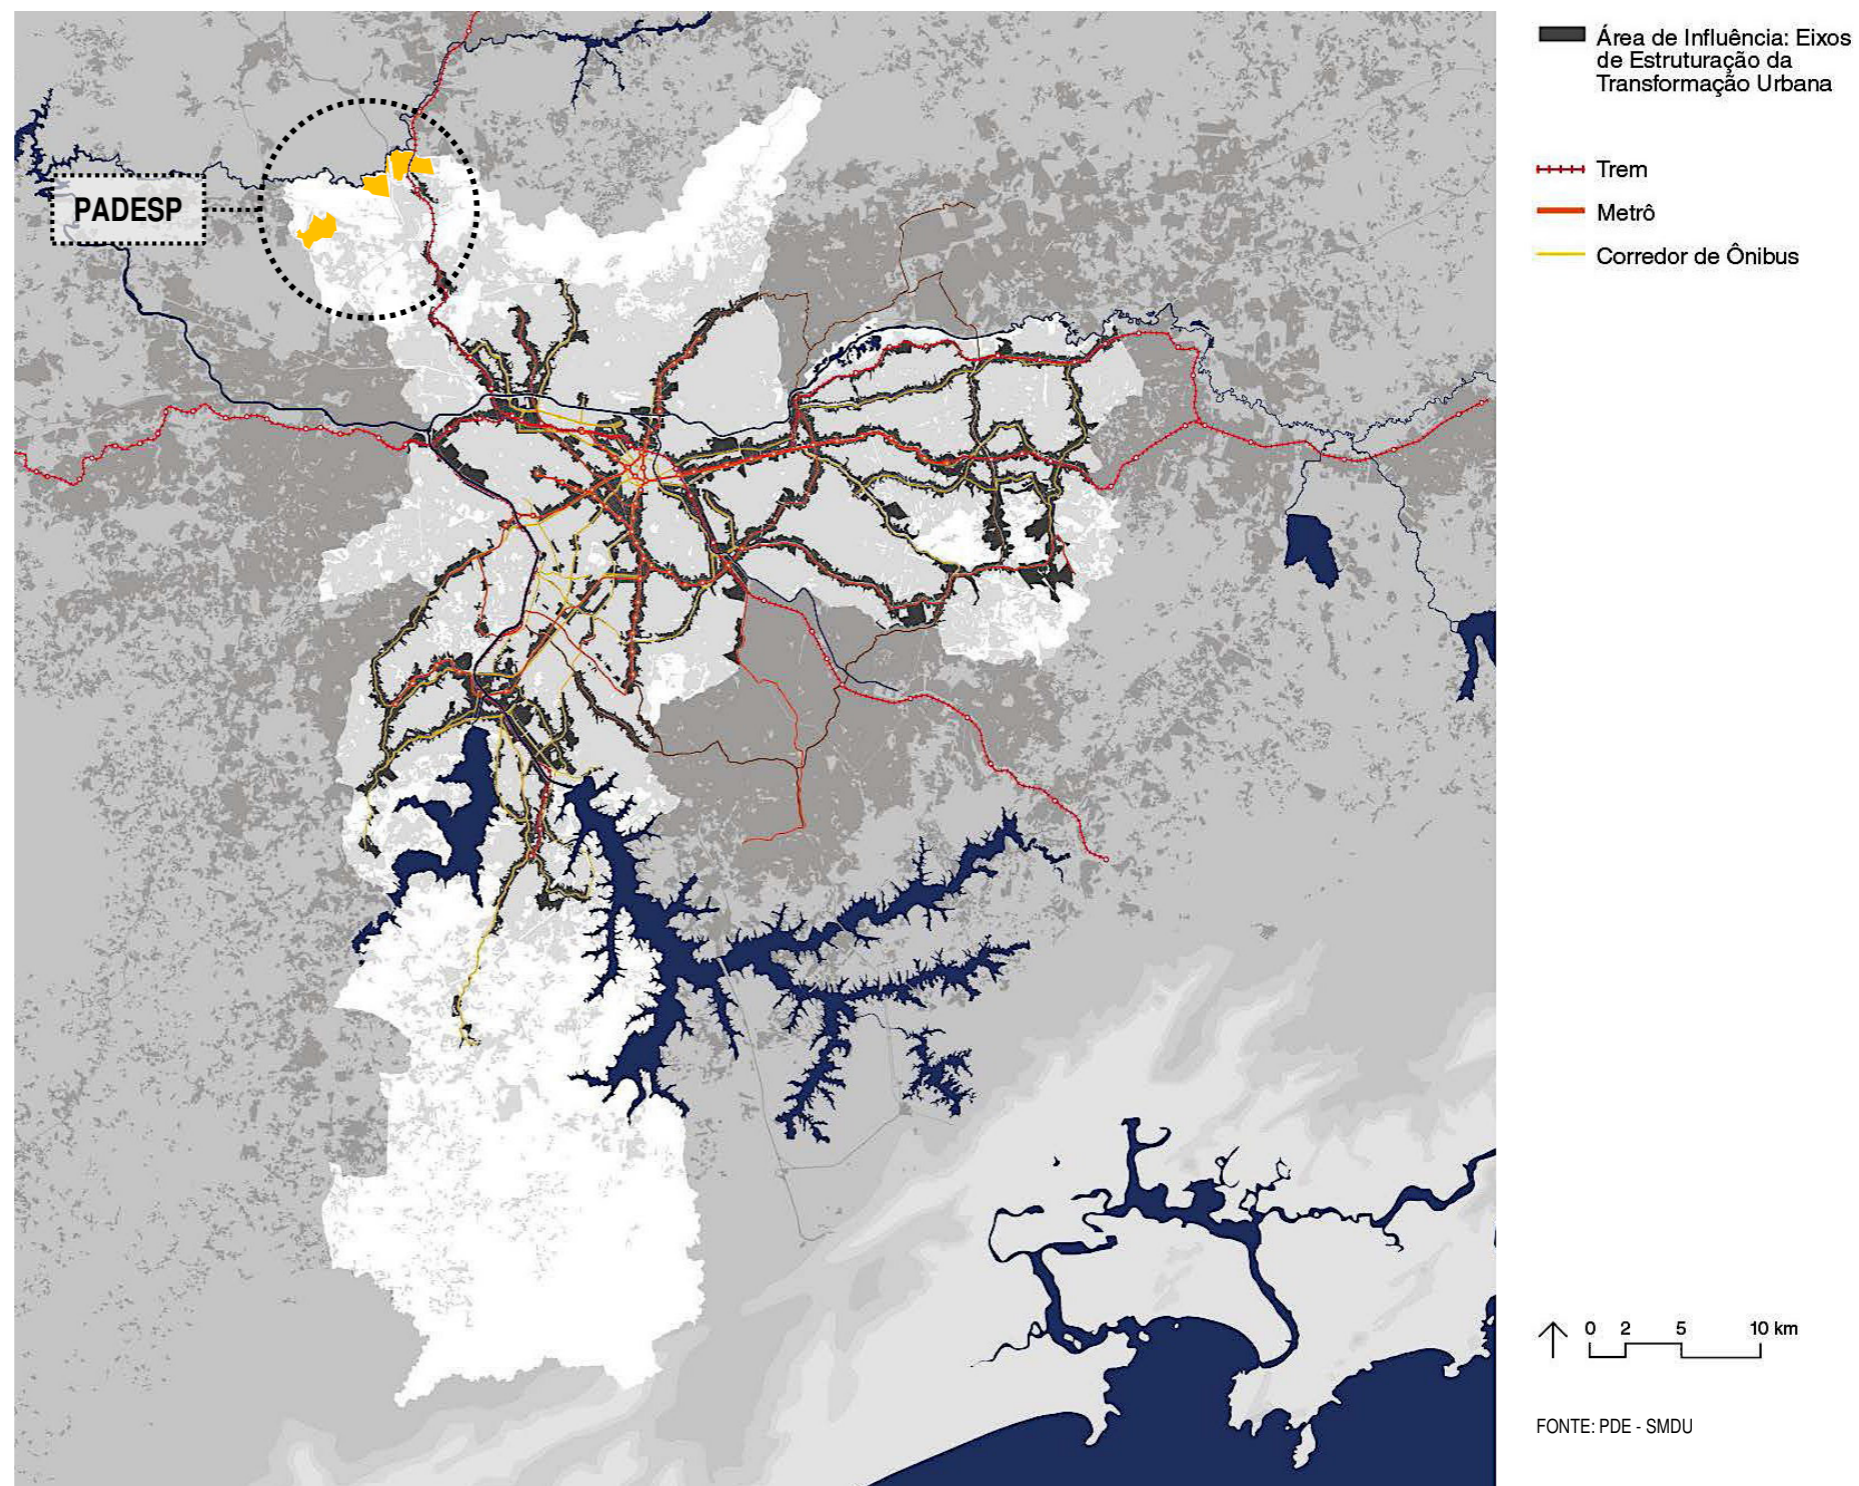 PADESP
Área de Influência: Eixos
de Estruturação da
Transformação Urbana
Trem
Metrô
Corredor de Ônibus
0 2 5 10 km
FONTE: PDE - SMDU